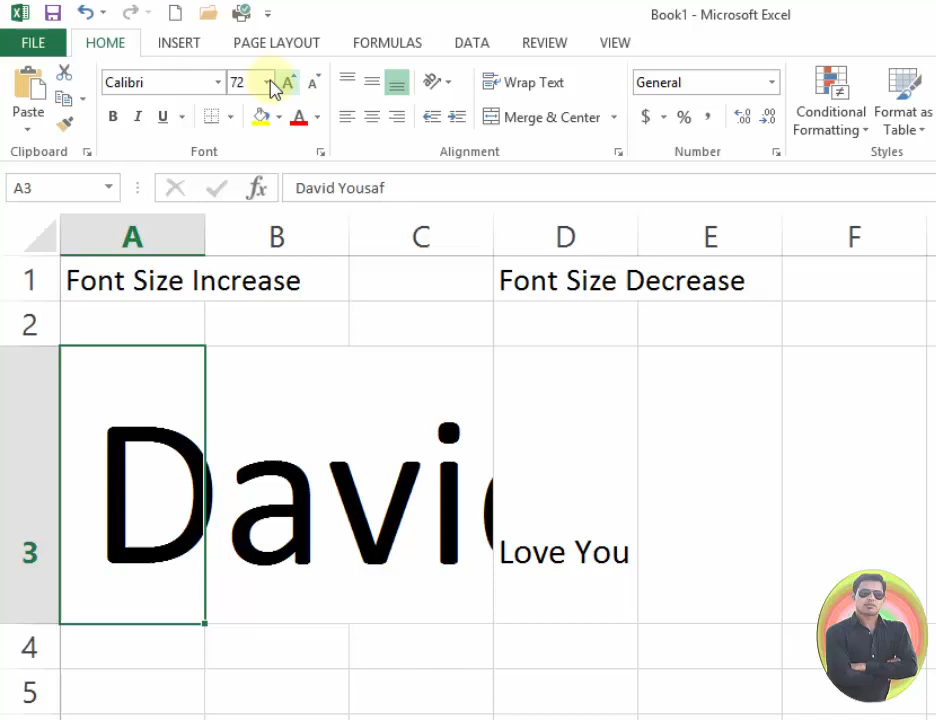 Book1 - Microsoft Excel
FILE HOME INSERT PAGE LAYOUT FORMULAS DATA REVIEW VIEW
Calibri 72 A A Wrap Text General
Paste B I U A Merge & Center $ % , Conditional Formatting Format as Table
Clipboard Font Alignment Number Styles
A3 fx David Yousaf
A B C D E F
1 Font Size Increase Font Size Decrease
2
3 Davi Love You
4
5